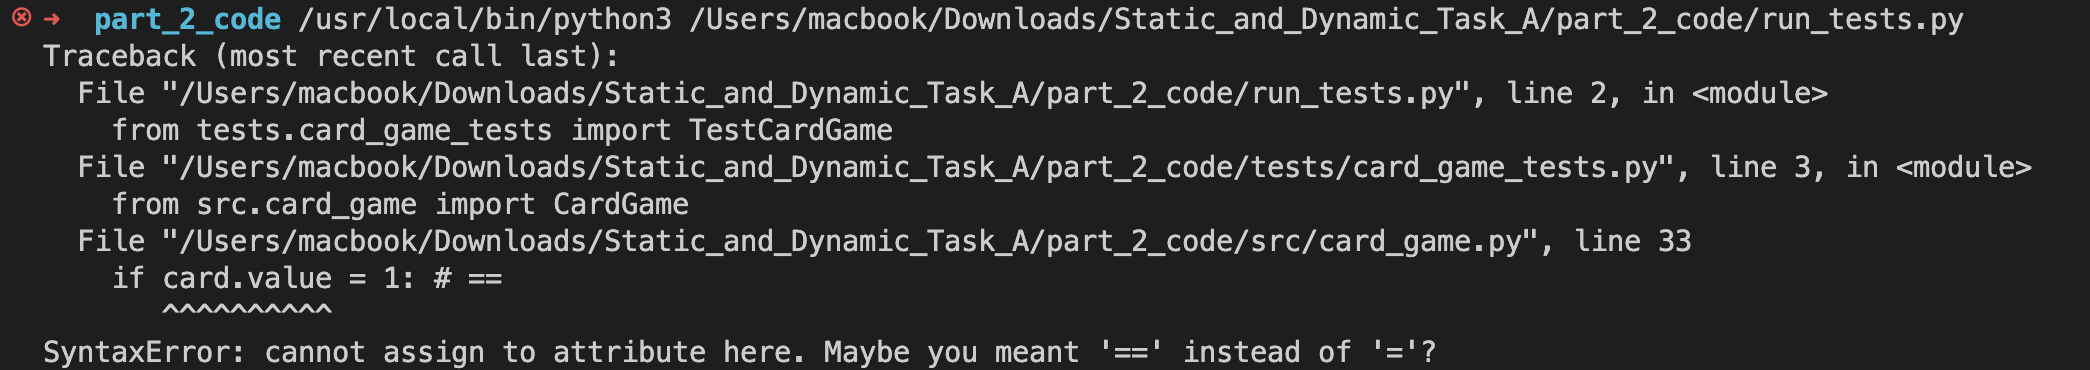 ➜ part_2_code /usr/local/bin/python3 /Users/macbook/Downloads/Static_and_Dynamic_Task_A/part_2_code/run_tests.py
Traceback (most recent call last):
  File "/Users/macbook/Downloads/Static_and_Dynamic_Task_A/part_2_code/run_tests.py", line 2, in <module>
    from tests.card_game_tests import TestCardGame
  File "/Users/macbook/Downloads/Static_and_Dynamic_Task_A/part_2_code/tests/card_game_tests.py", line 3, in <module>
    from src.card_game import CardGame
  File "/Users/macbook/Downloads/Static_and_Dynamic_Task_A/part_2_code/src/card_game.py", line 33
    if card.value = 1: # ==
       ^^^^^^^^^^
SyntaxError: cannot assign to attribute here. Maybe you meant '==' instead of '='?